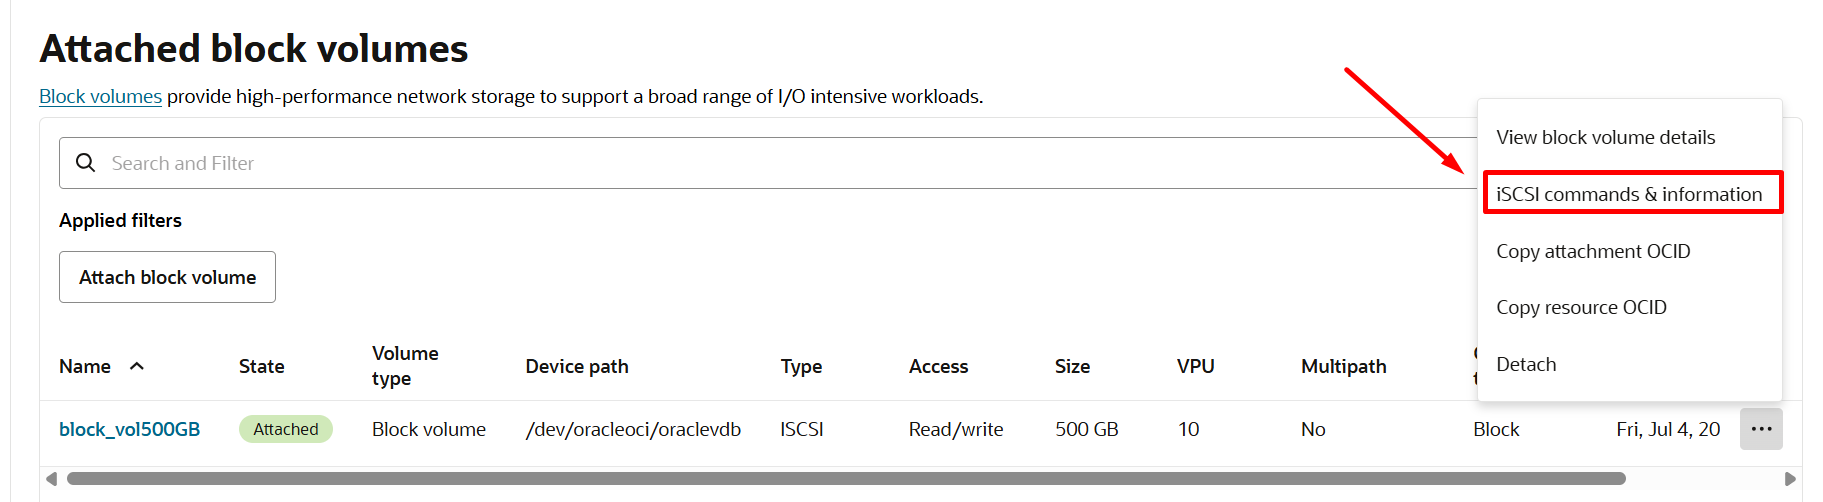 Attached block volumes
Block volumes provide high-performance network storage to support a broad range of I/O intensive workloads.
Search and Filter
Applied filters
Attach block volume
View block volume details
iSCSI commands & information
Copy attachment OCID
Copy resource OCID
Detach
Name State Volume type Device path Type Access Size VPU Multipath
block_vol500GB Attached Block volume /dev/oracleoci/oraclevdb ISCSI Read/write 500 GB 10 No Block Fri, Jul 4, 20